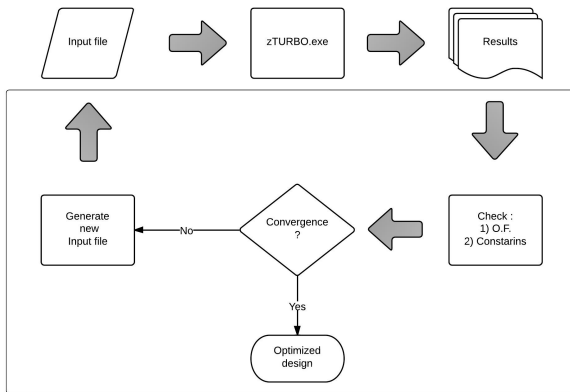 Input file
zTURBO.exe
Results
Generate
new
Input file
No
Convergence
?
Check :
1) O.F.
2) Constarins
Yes
Optimized
design